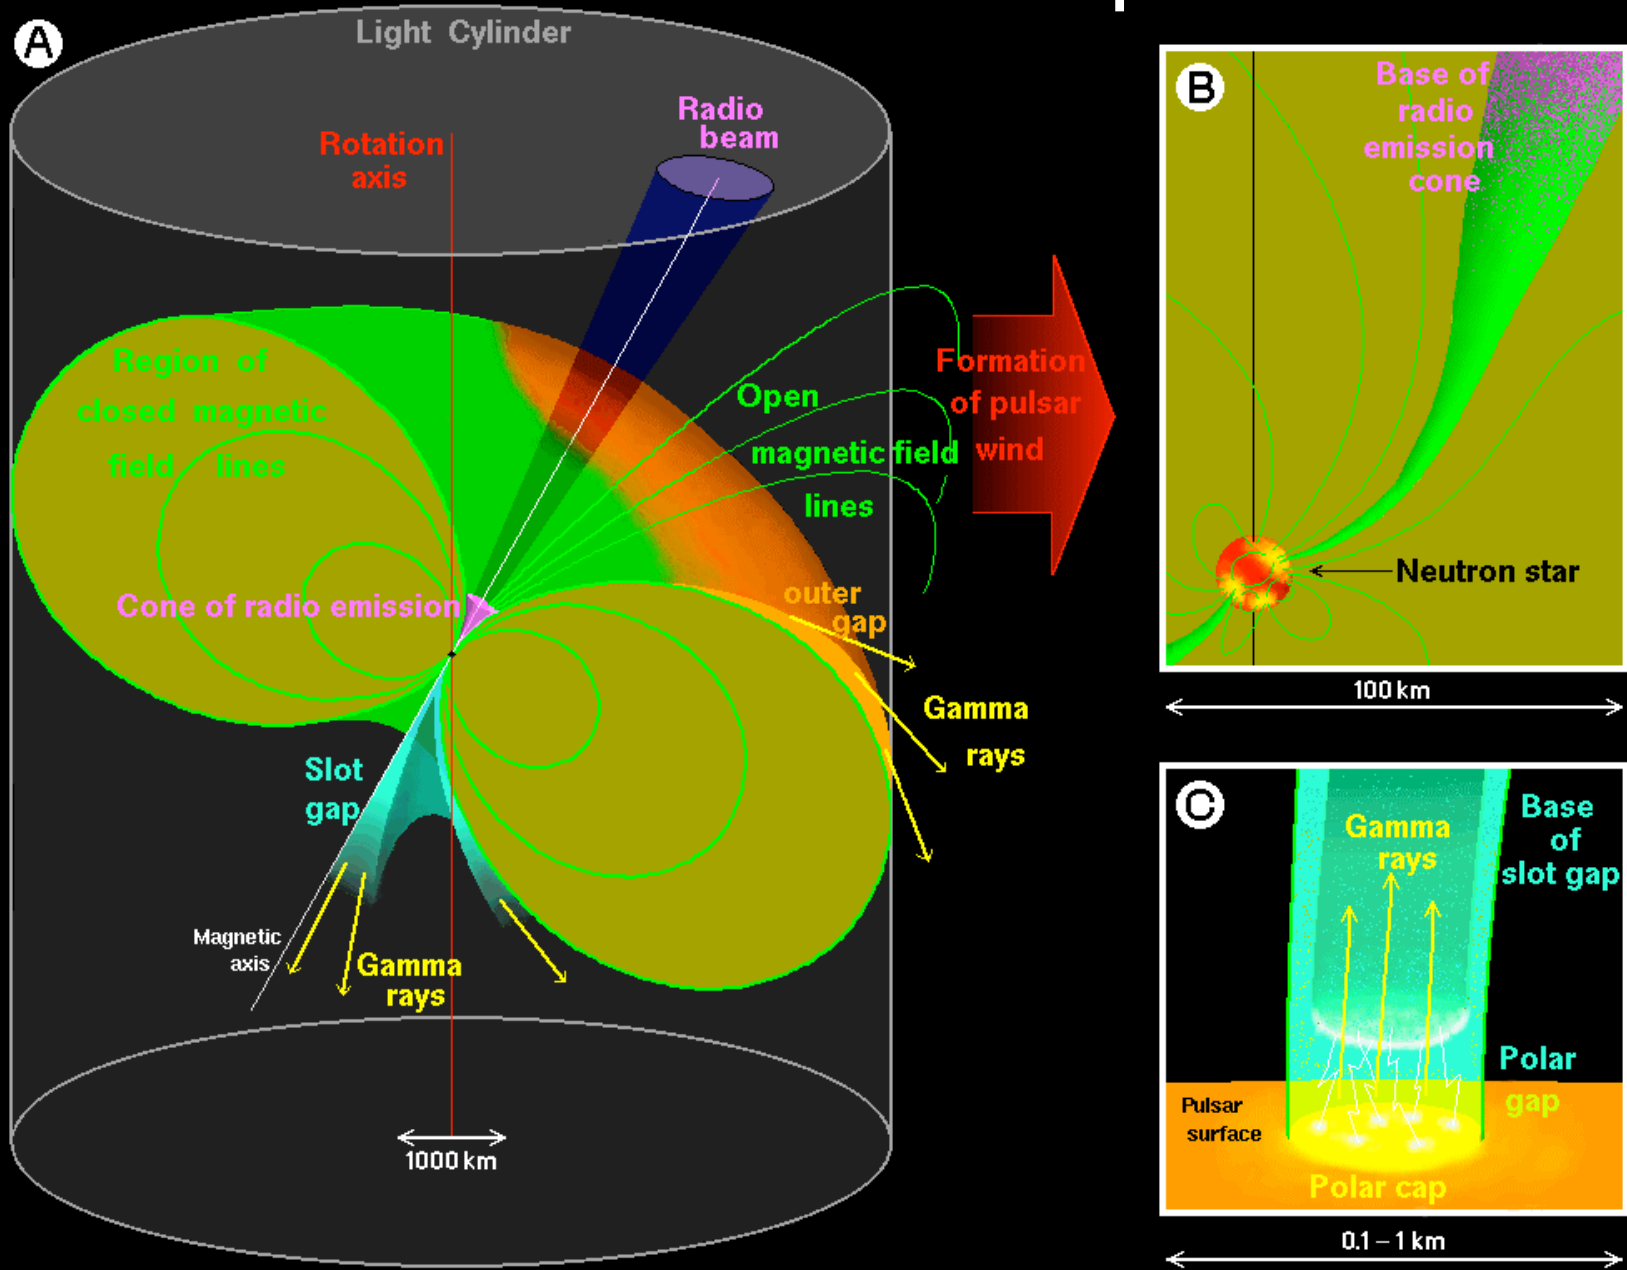 A
Light Cylinder
Rotation
axis
Radio
beam
Region of
closed magnetic
field lines
Open
magnetic field
lines
Formation
of pulsar
wind
Cone of radio emission
outer
gap
Gamma
rays
Slot
gap
Magnetic
axis
Gamma
rays
1000 km
B
Base of
radio
emission
cone
Neutron star
100 km
C
Gamma
rays
Base
of
slot gap
Polar
gap
Pulsar
surface
Polar cap
0.1 – 1 km